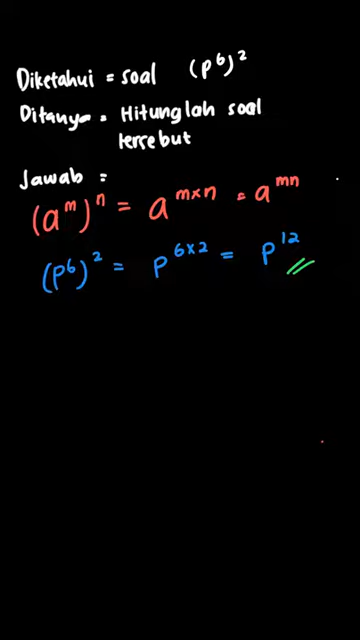 Diketahui = soal (p⁶)²
Ditanya = Hitunglah soal
tersebut
Jawab =
(aᵐ)ⁿ = aᵐˣⁿ = aᵐⁿ
(p⁶)² = p⁶ˣ² = p¹²